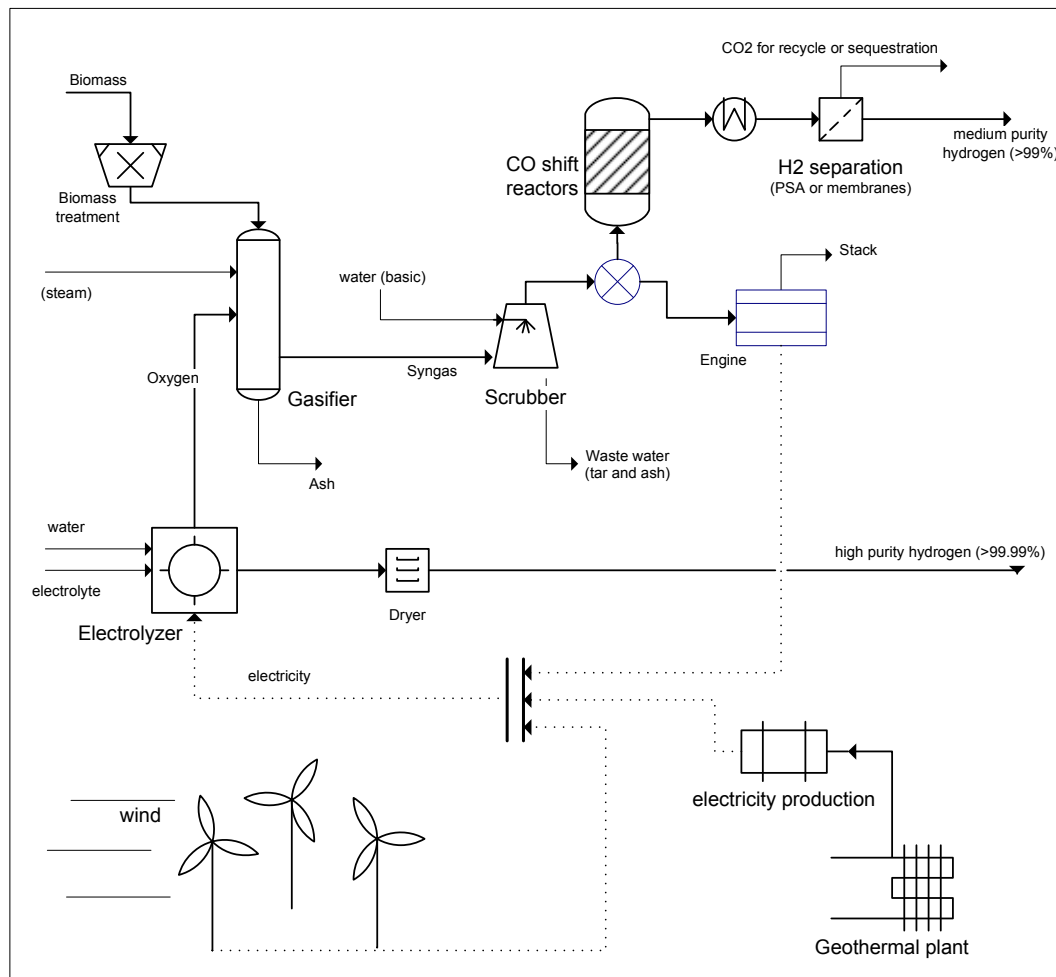 CO2 for recycle or sequestration
Biomass
medium purity
hydrogen (>99%)
CO shift
reactors
H2 separation
(PSA or membranes)
Biomass
treatment
Stack
water (basic)
(steam)
Engine
Oxygen
Syngas
Gasifier
Scrubber
Waste water
(tar and ash)
Ash
water
high purity hydrogen (>99.99%)
electrolyte
Dryer
Electrolyzer
electricity
electricity production
wind
Geothermal plant